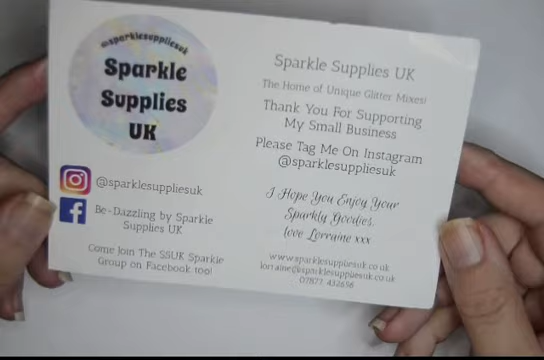 @sparklesuppliesuk
Sparkle
Supplies
UK
@sparklesuppliesuk
Be-Dazzling by Sparkle
Supplies UK
Come Join The SSUK Sparkle
Group on Facebook too!
Sparkle Supplies UK
The Home of Unique Glitter Mixes!
Thank You For Supporting
My Small Business
Please Tag Me On Instagram
@sparklesuppliesuk
I Hope You Enjoy Your
Sparkly Goodies.
love Lorraine xxx
www.sparklesuppliesuk.co.uk
lorraine@sparklesuppliesuk.co.uk
07877 432656